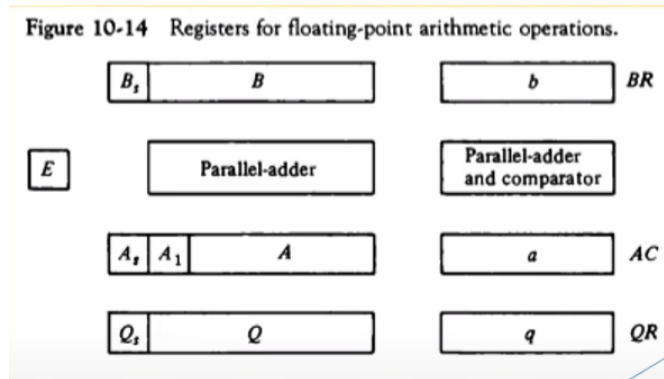 Figure 10-14 Registers for floating-point arithmetic operations.
Bs B b BR
E Parallel-adder Parallel-adder
and comparator
As A1 A a AC
Qs Q q QR